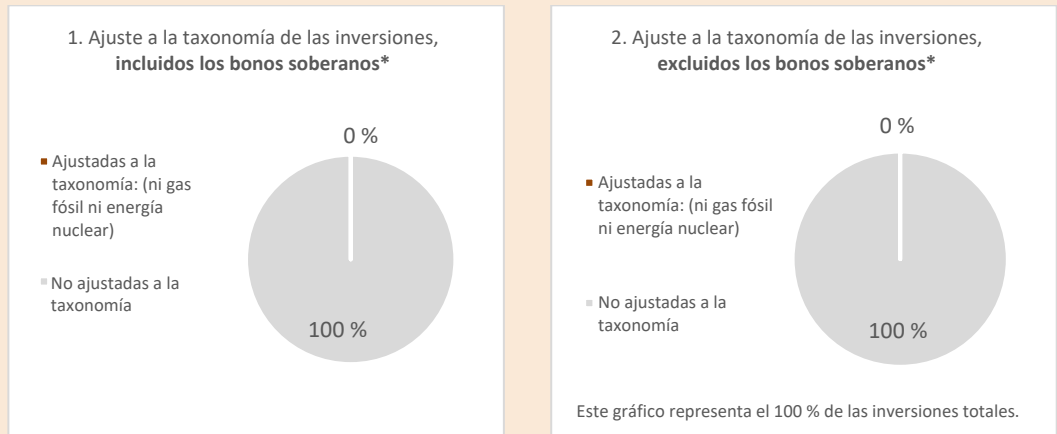 1. Ajuste a la taxonomía de las inversiones,
incluidos los bonos soberanos*
0 %
Ajustadas a la
taxonomía: (ni gas
fósil ni energía
nuclear)
No ajustadas a la
taxonomía
100 %
2. Ajuste a la taxonomía de las inversiones,
excluidos los bonos soberanos*
0 %
Ajustadas a la
taxonomía: (ni gas fósil
ni energía nuclear)
No ajustadas a la
taxonomía
100 %
Este gráfico representa el 100 % de las inversiones totales.